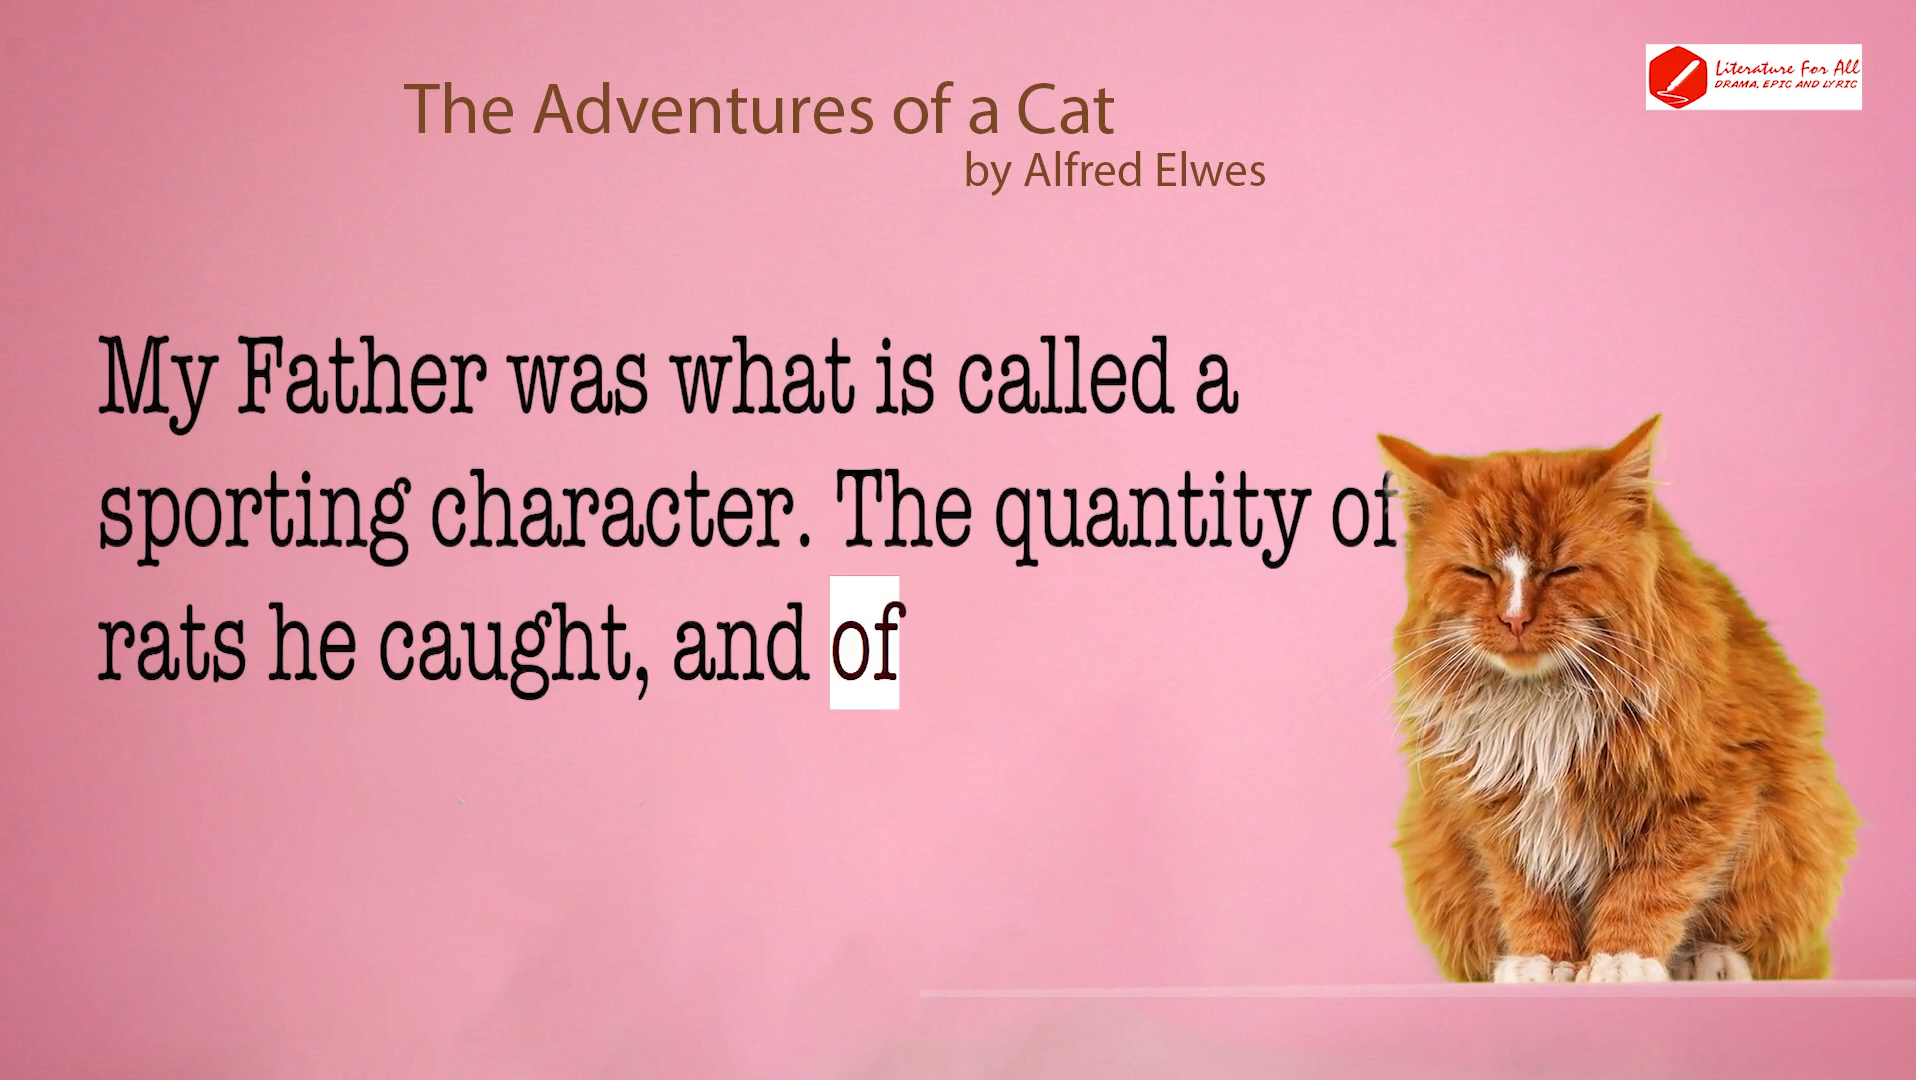 The Adventures of a Cat
by Alfred Elwes
Literature For All
DRAMA, EPIC AND LYRIC
My Father was what is called a
sporting character. The quantity of
rats he caught, and of